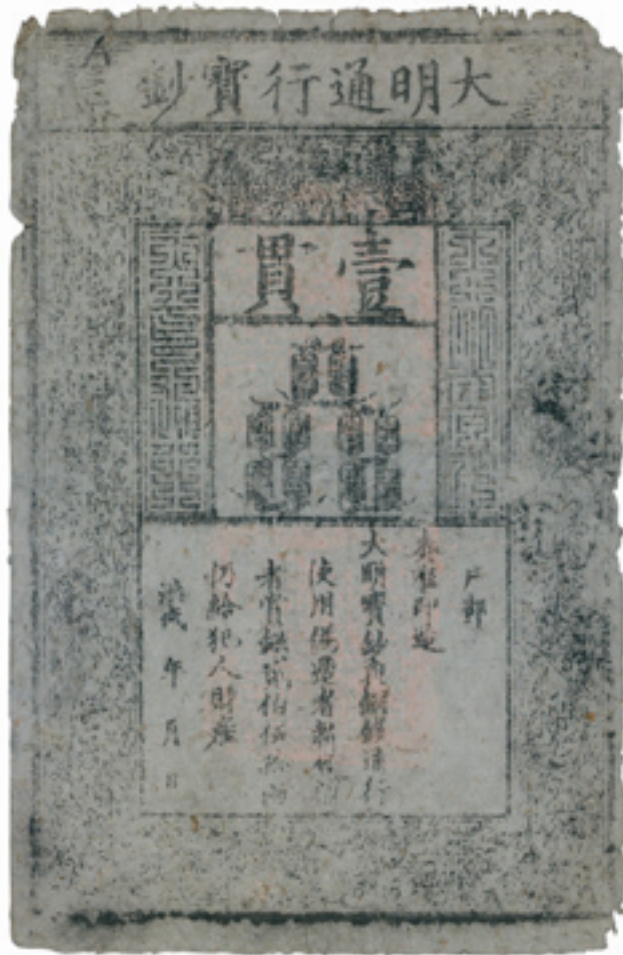 大明通行寶鈔
壹貫
戶部
奏准印造
大明寶鈔與銅錢通行
使用偽造者斬
者賞銀貳伯伍拾兩
仍給犯人財產
洪武 年 月 日